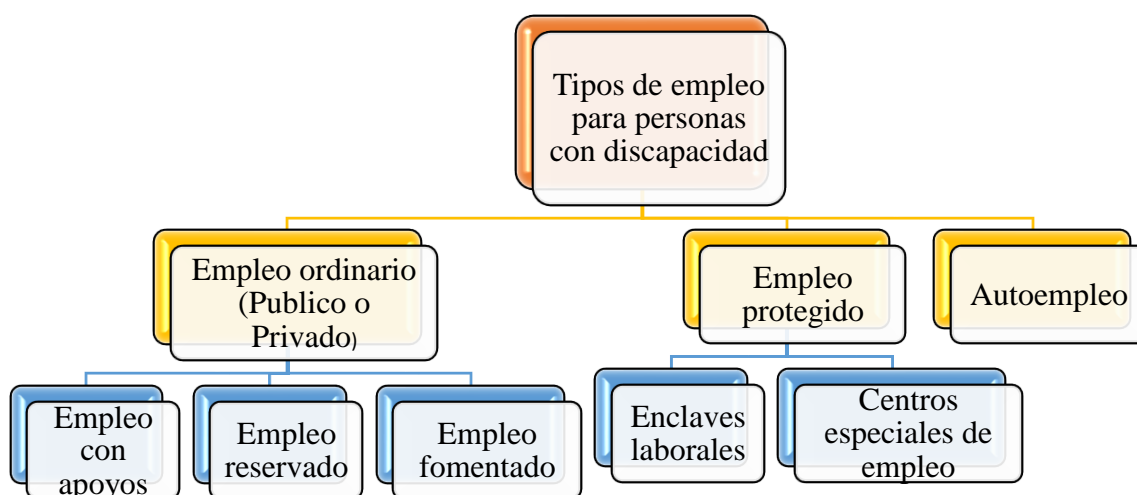 Tipos de empleo
para personas
con discapacidad
Empleo ordinario
(Publico o
Privado)
Empleo
protegido
Autoempleo
Empleo
con
apoyos
Empleo
reservado
Empleo
fomentado
Enclaves
laborales
Centros
especiales de
empleo